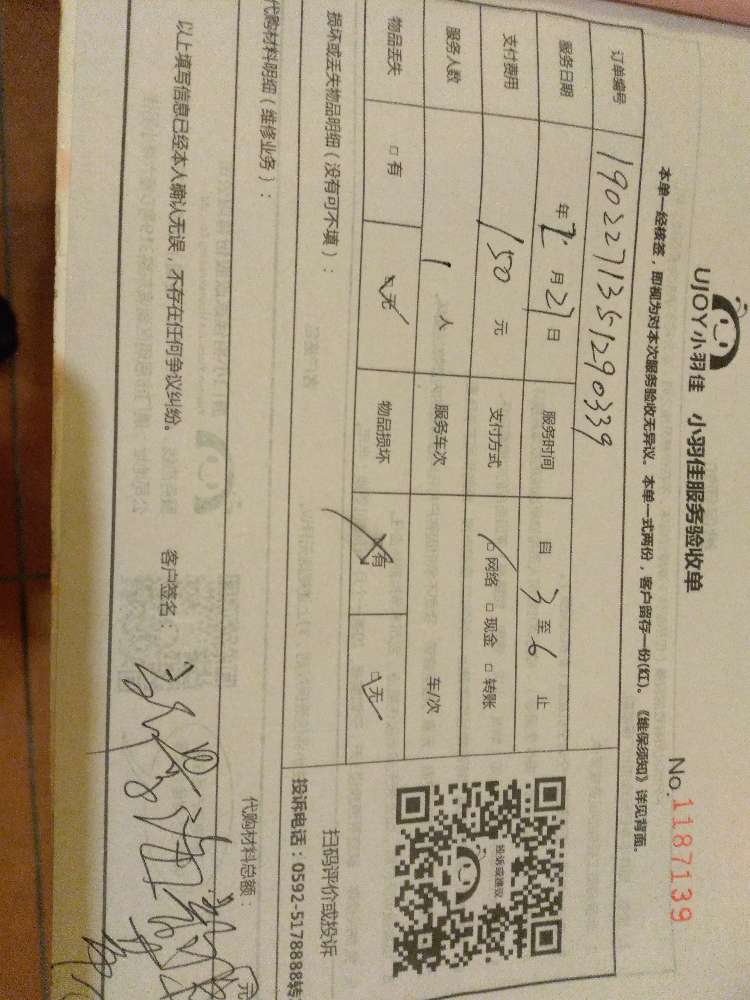 UJOY小羽佳 小羽佳服务验收单
No.1187139
本单一经核签，即视为对本次服务验收无异议。本单一式两份，客户留存一份(红)。《维保须知》详见背面。
订单编号 1902271351290339
服务日期 年 2 月 27 日 服务时间 自 3 至 6 止
支付费用 150 元 支付方式 □网络 □现金 □转账
服务人数 1 人 服务车次 车/次
物品丢失 □有 □无 物品损坏 □有 □无
损坏或丢失物品明细（没有可不填）：
投诉或建议
扫码评价或投诉
投诉电话：0592-5178888转
代购材料明细（维修业务）：
代购材料总额： 元
以上填写信息已经本人确认无误，不存在任何争议纠纷。 客户签名：